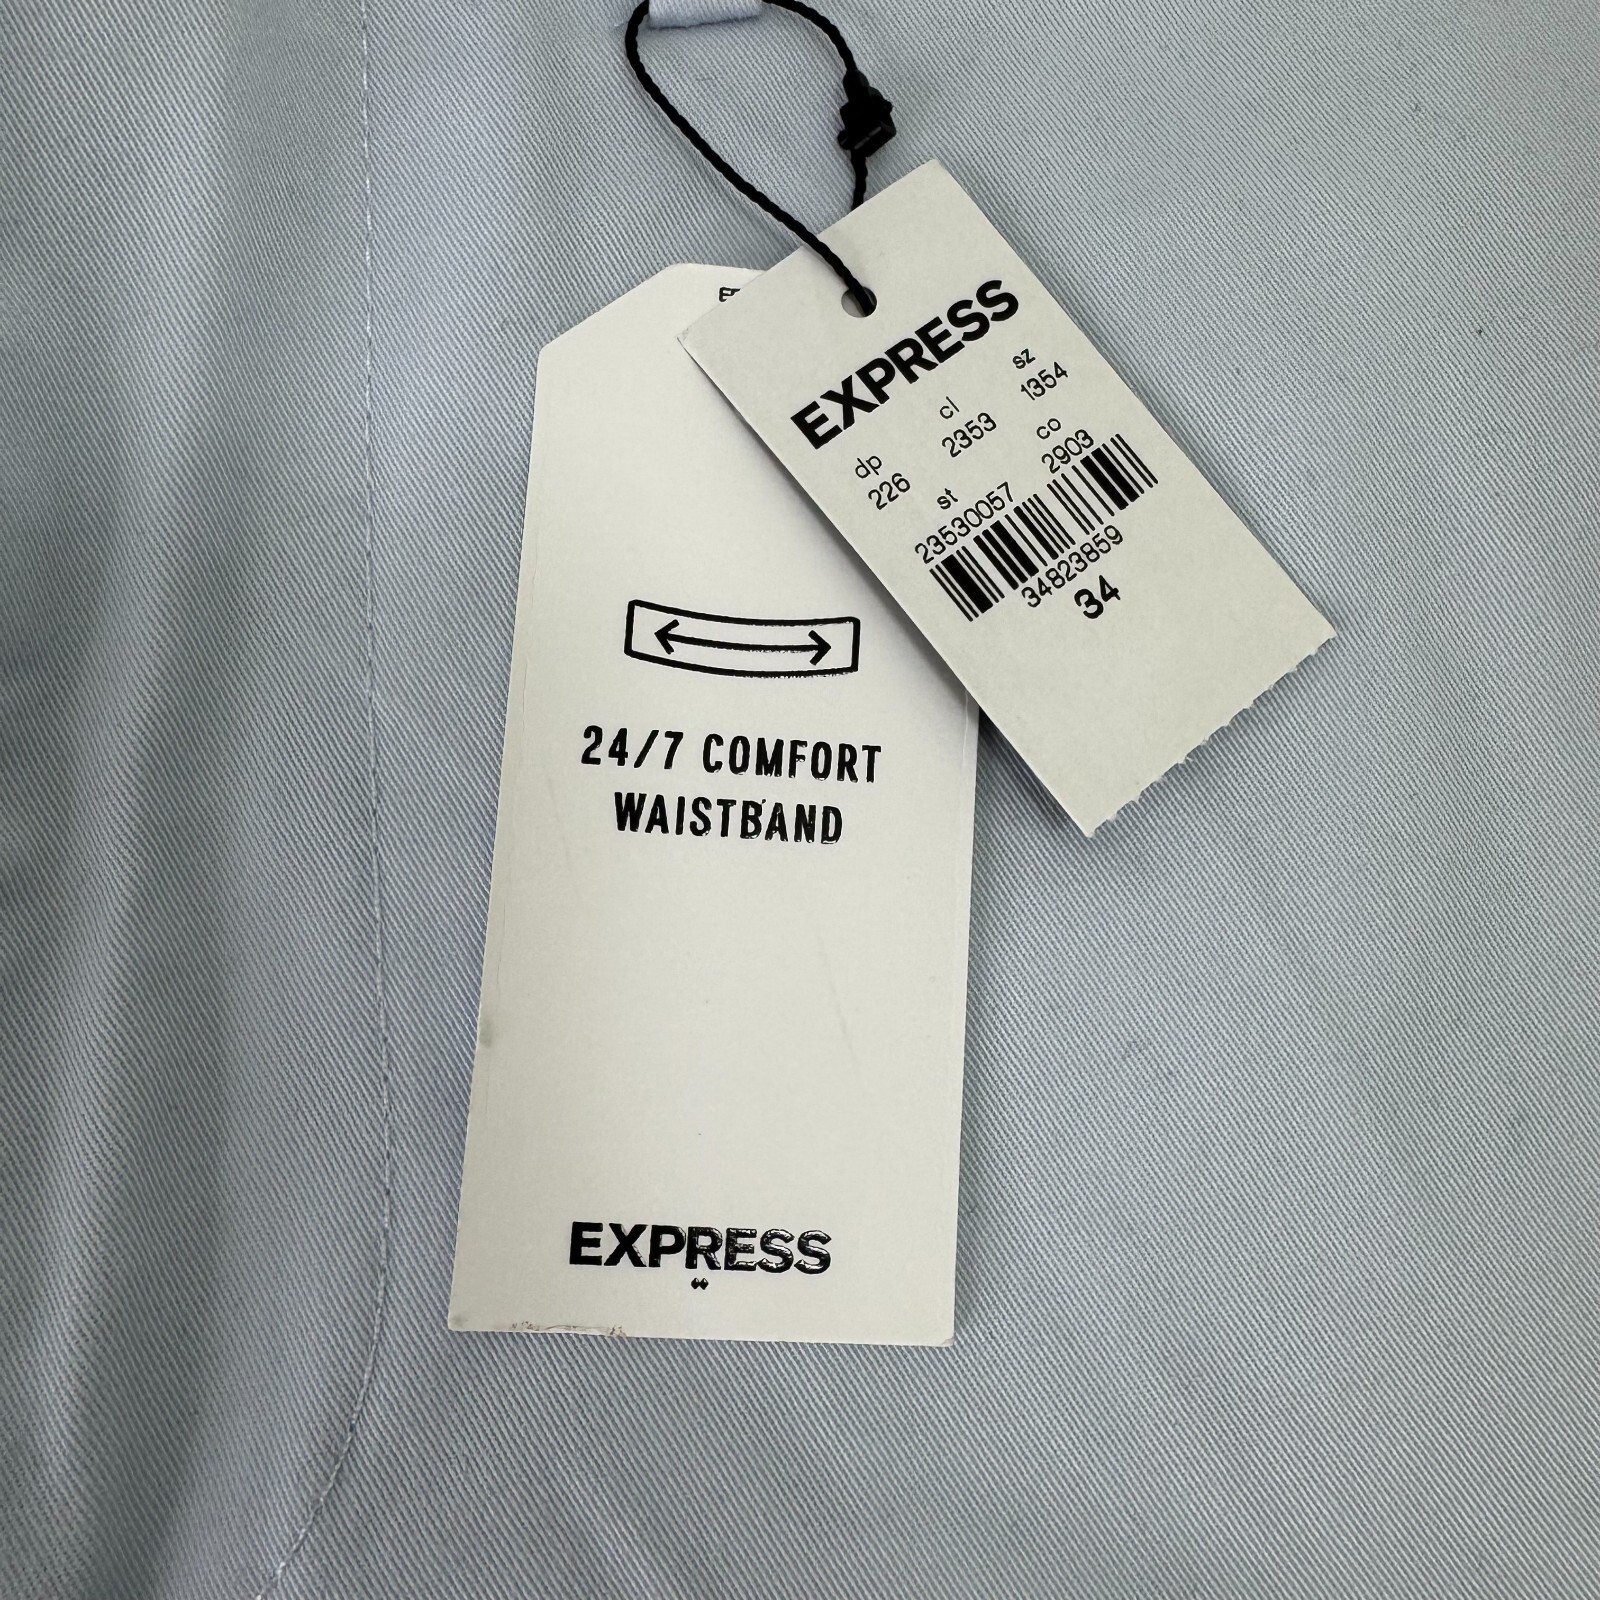 EXPRESS
dp cl sz
226 2353 1354
st co
23530057 2903
34823859
34
24/7 COMFORT
WAISTBAND
EXPRESS